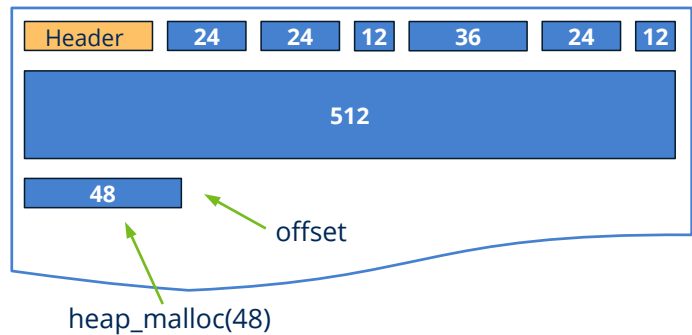 Header 24 24 12 36 24 12
512
48
offset
heap_malloc(48)